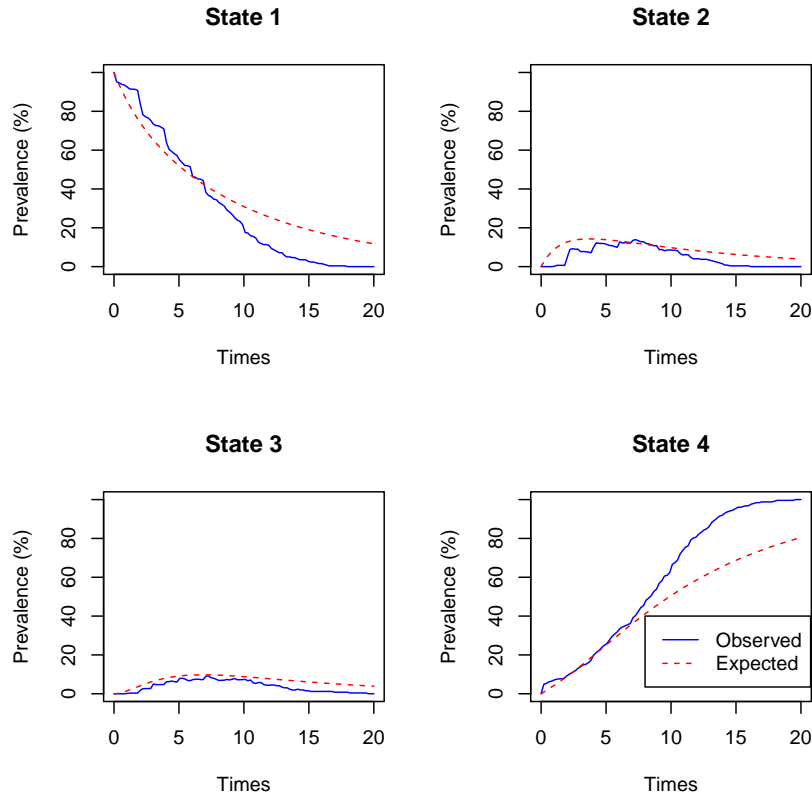 State 1
Prevalence (%)
0 20 40 60 80
0 5 10 15 20
Times
State 2
Prevalence (%)
0 20 40 60 80
0 5 10 15 20
Times
State 3
Prevalence (%)
0 20 40 60 80
0 5 10 15 20
Times
State 4
Prevalence (%)
0 20 40 60 80
0 5 10 15 20
Times
Observed
Expected